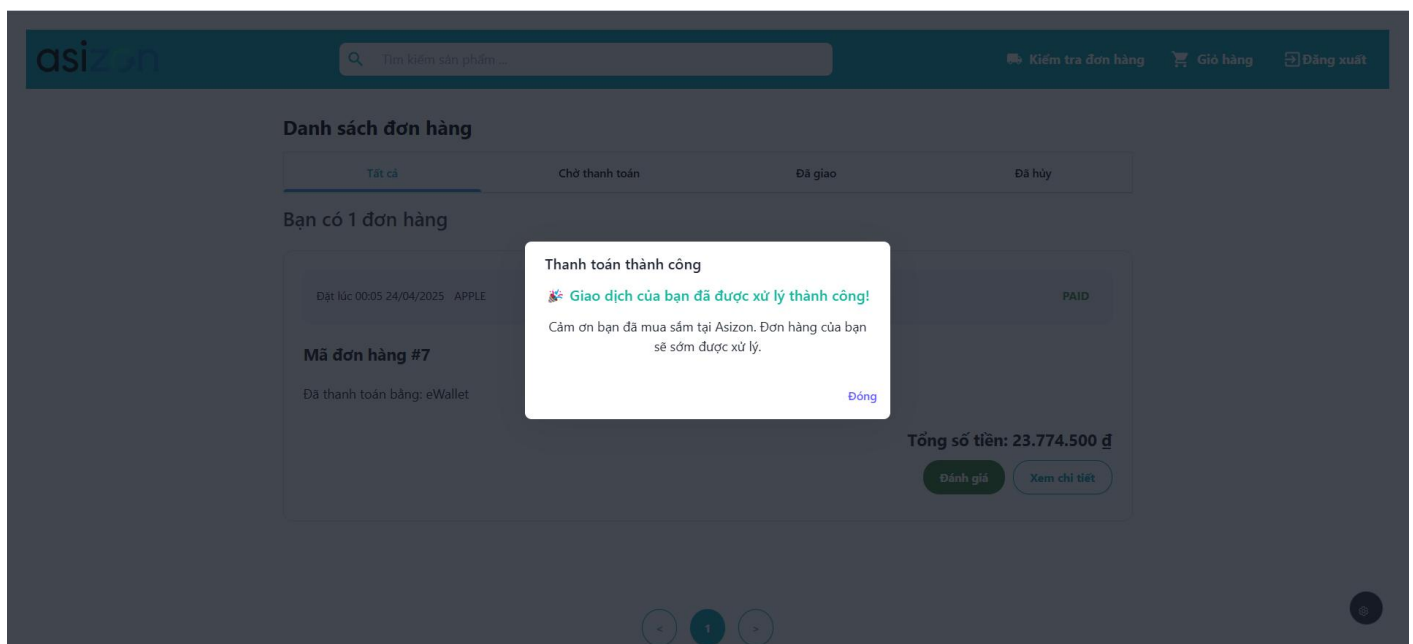 asizon
Tìm kiếm sản phẩm ...
Kiểm tra đơn hàng
Giỏ hàng
Đăng xuất
Danh sách đơn hàng
Tất cả
Chờ thanh toán
Đã giao
Đã hủy
Bạn có 1 đơn hàng
Đặt lúc 00:05 24/04/2025 APPLE
PAID
Thanh toán thành công
🎉 Giao dịch của bạn đã được xử lý thành công!
Cảm ơn bạn đã mua sắm tại Asizon. Đơn hàng của bạn
sẽ sớm được xử lý.
Đóng
Mã đơn hàng #7
Đã thanh toán bằng: eWallet
Tổng số tiền: 23.774.500 ₫
Đánh giá
Xem chi tiết
< 1 >